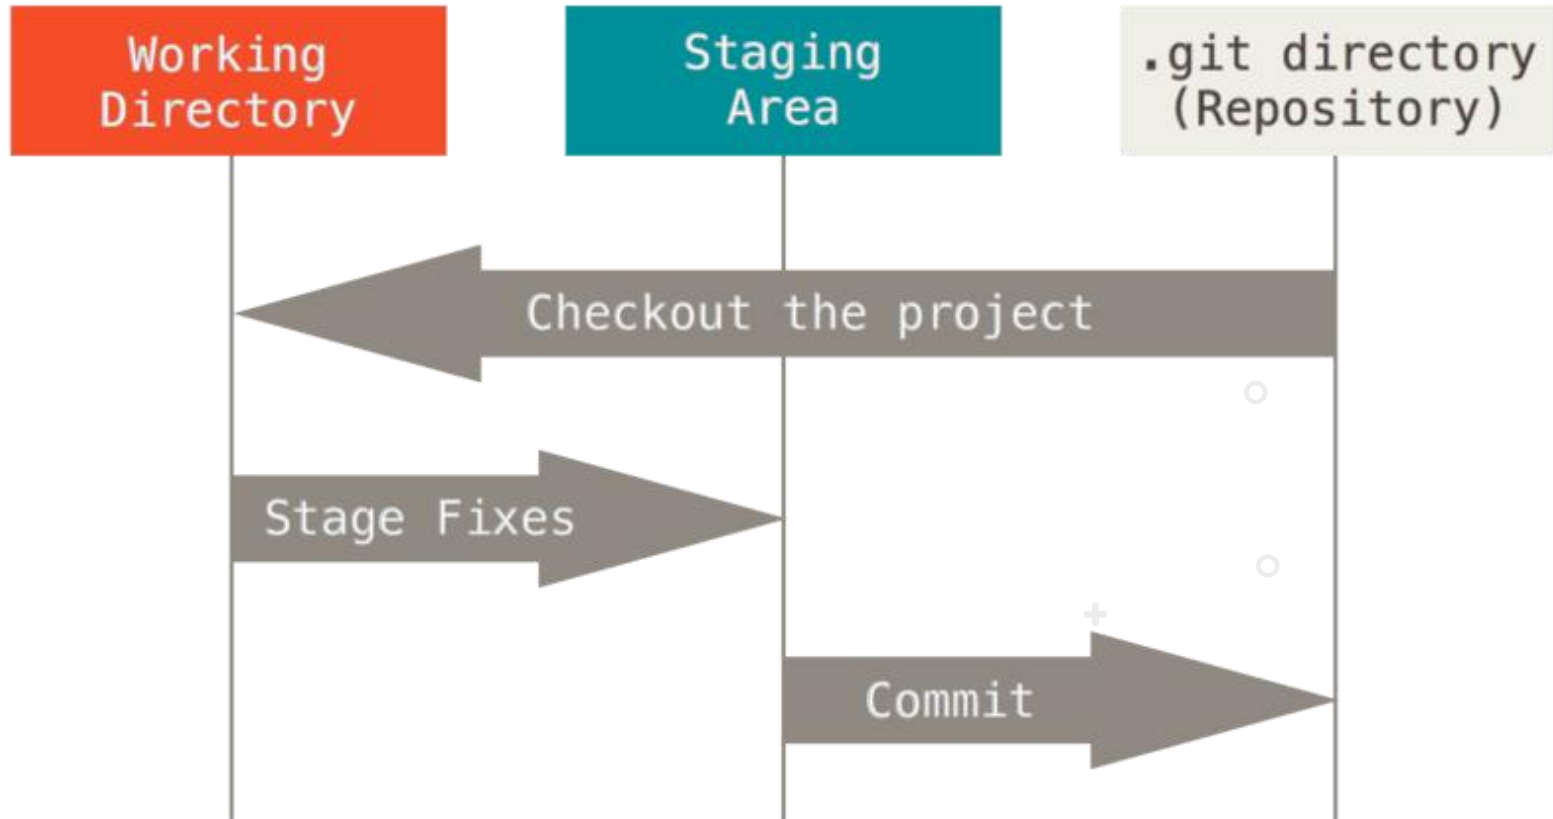 Working
Directory
Staging
Area
.git directory
(Repository)
Checkout the project
Stage Fixes
Commit